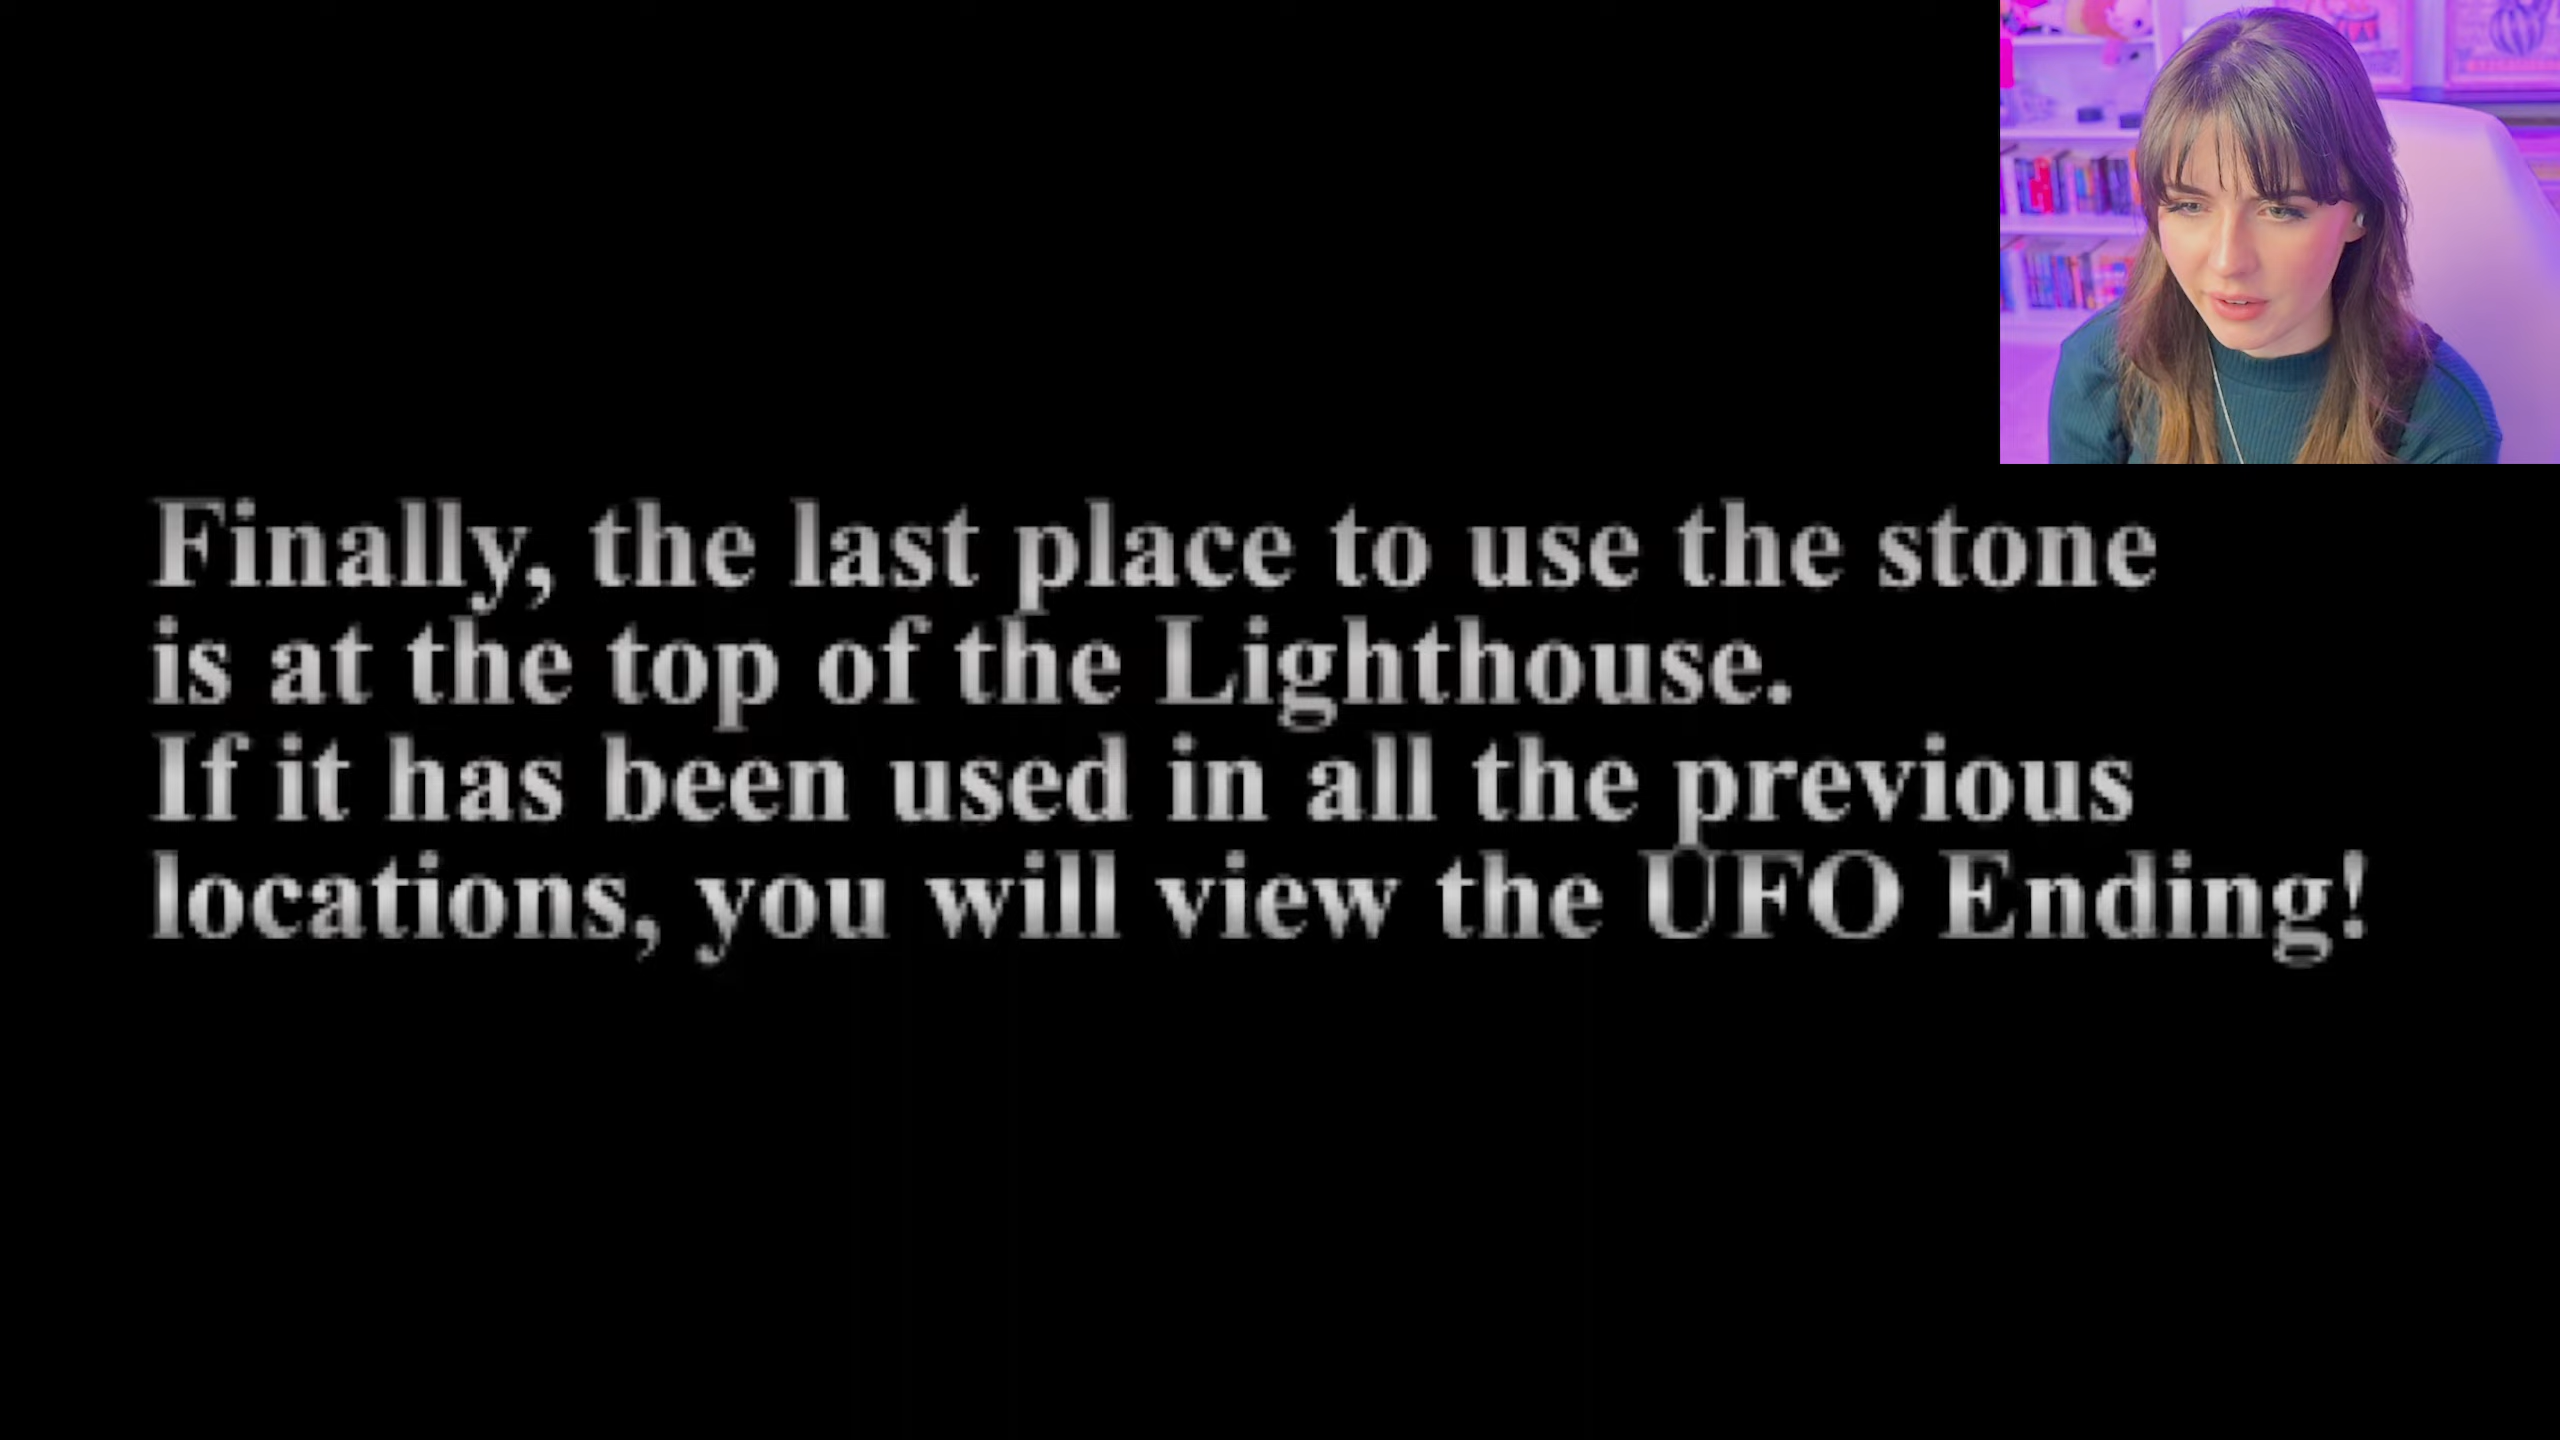 Finally, the last place to use the stone
is at the top of the Lighthouse.
If it has been used in all the previous
locations, you will view the UFO Ending!